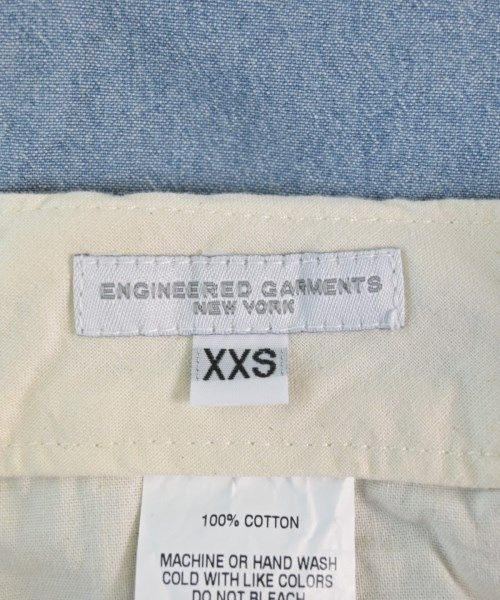 ENGINEERED GARMENTS
NEW YORK
XXS
100% COTTON
MACHINE OR HAND WASH
COLD WITH LIKE COLORS
DO NOT BLEACH